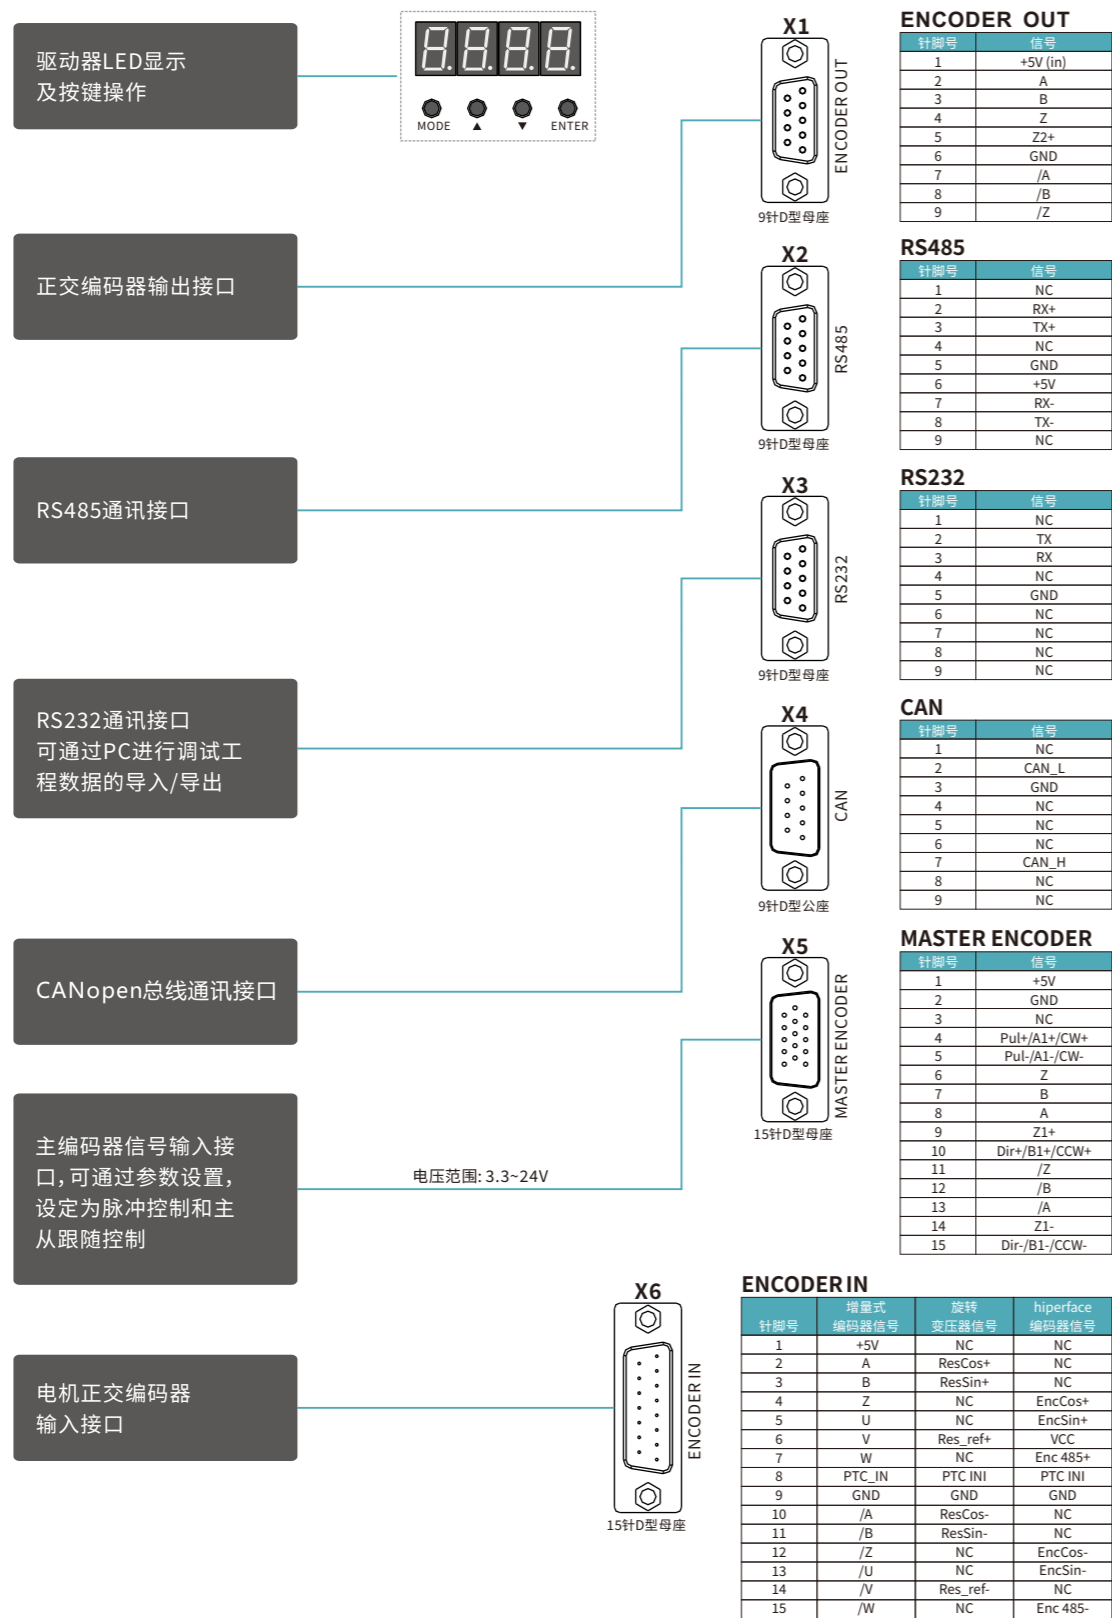 驱动器LED显示
及按键操作
MODE ▲ ▼ ENTER
正交编码器输出接口
RS485通讯接口
RS232通讯接口
可通过PC进行调试工
程数据的导入/导出
CANopen总线通讯接口
主编码器信号输入接
口,可通过参数设置,
设定为脉冲控制和主
从跟随控制
电压范围: 3.3~24V
电机正交编码器
输入接口
X1
ENCODER OUT
9针D型母座
ENCODER OUT
针脚号 信号
1 +5V (in)
2 A
3 B
4 Z
5 Z2+
6 GND
7 /A
8 /B
9 /Z
X2
RS485
9针D型母座
RS485
针脚号 信号
1 NC
2 RX+
3 TX+
4 NC
5 GND
6 +5V
7 RX-
8 TX-
9 NC
X3
RS232
9针D型母座
RS232
针脚号 信号
1 NC
2 TX
3 RX
4 NC
5 GND
6 NC
7 NC
8 NC
9 NC
X4
CAN
9针D型公座
CAN
针脚号 信号
1 NC
2 CAN_L
3 GND
4 NC
5 NC
6 NC
7 CAN_H
8 NC
9 NC
X5
MASTER ENCODER
15针D型母座
MASTER ENCODER
针脚号 信号
1 +5V
2 GND
3 NC
4 Pul+/A1+/CW+
5 Pul-/A1-/CW-
6 Z
7 B
8 A
9 Z1+
10 Dir+/B1+/CCW+
11 /Z
12 /B
13 /A
14 Z1-
15 Dir-/B1-/CCW-
X6
ENCODER IN
15针D型母座
ENCODER IN
针脚号 增量式编码器信号 旋转变压器信号 hiperface编码器信号
1 +5V NC NC
2 A ResCos+ NC
3 B ResSin+ NC
4 Z NC EncCos+
5 U NC EncSin+
6 V Res_ref+ VCC
7 W NC Enc 485+
8 PTC_IN PTC INI PTC INI
9 GND GND GND
10 /A ResCos- NC
11 /B ResSin- NC
12 /Z NC EncCos-
13 /U NC EncSin-
14 /V Res_ref- NC
15 /W NC Enc 485-